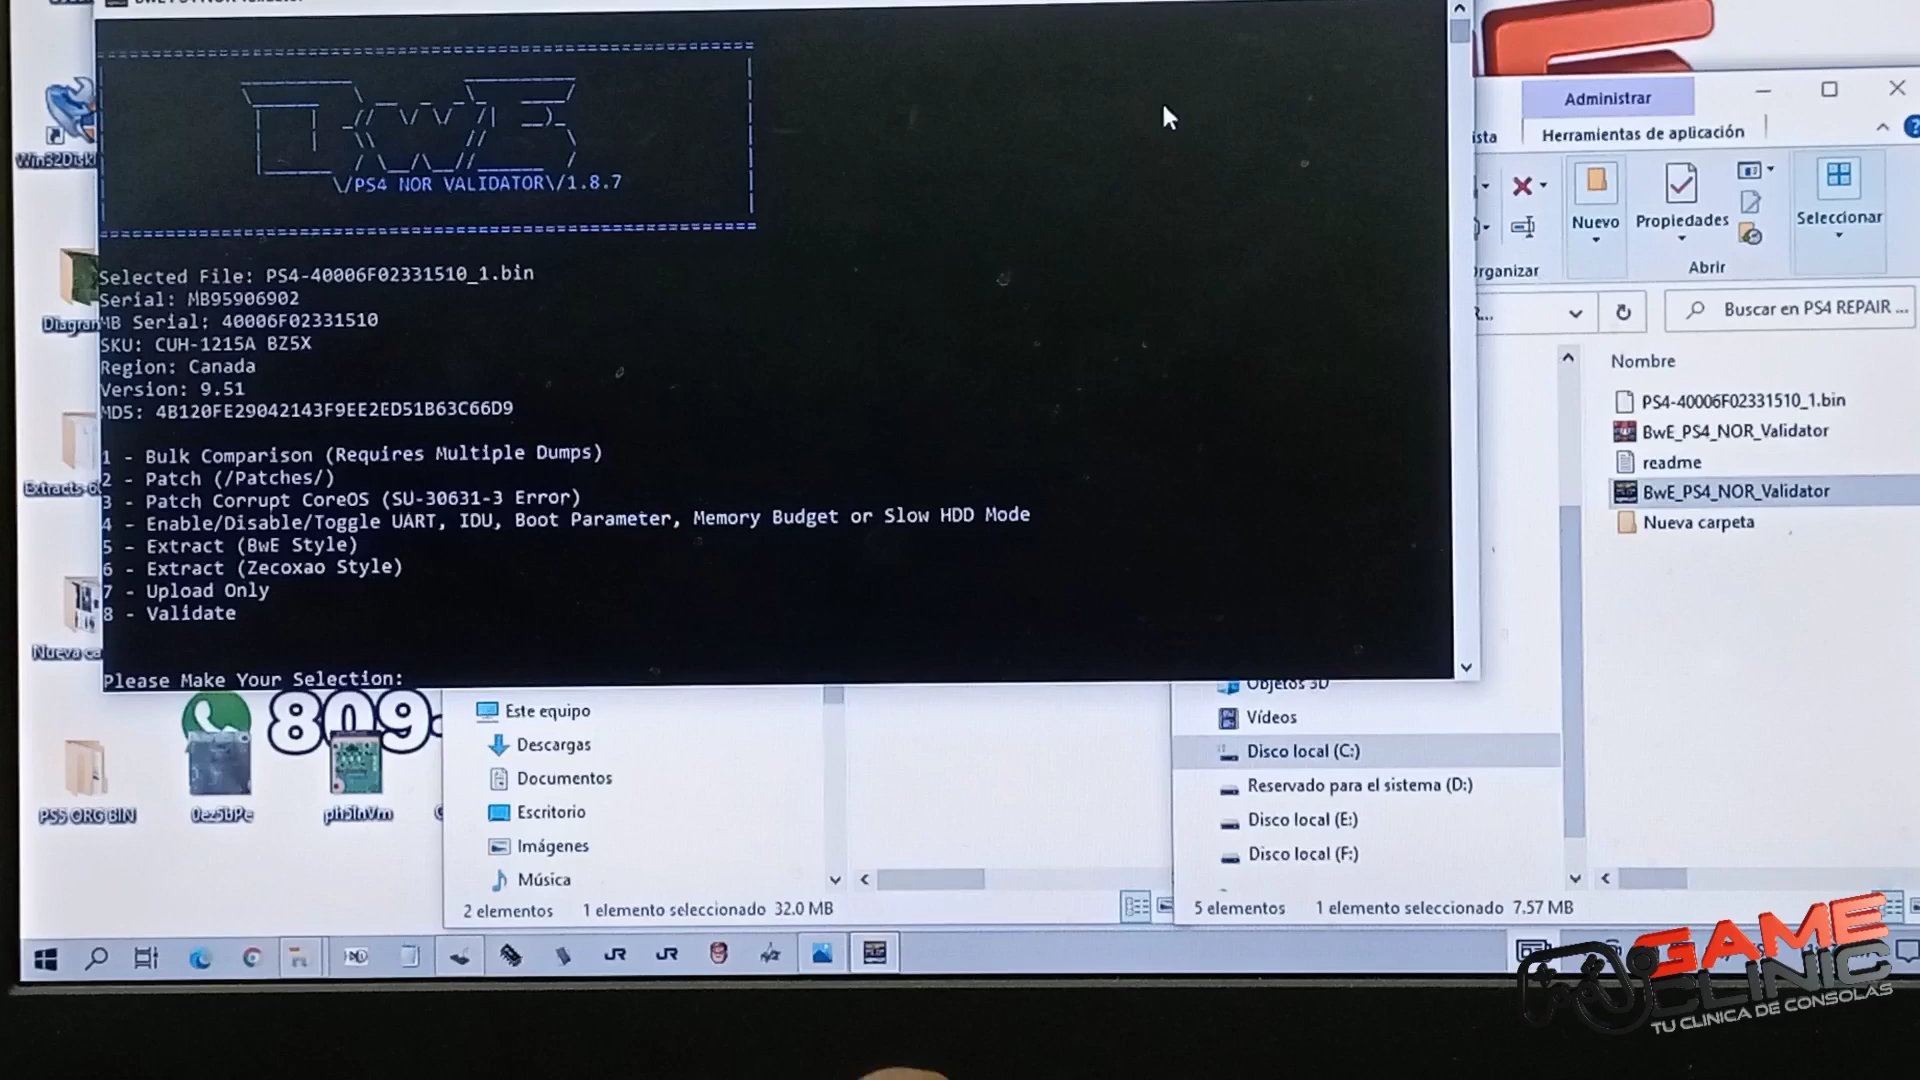 \/PS4 NOR VALIDATOR\/1.8.7
Selected File: PS4-40006F02331510_1.bin
Serial: MB95906902
MB Serial: 40006F02331510
SKU: CUH-1215A BZ5X
Region: Canada
Version: 9.51
MD5: 4B120FE29042143F9EE2ED51B63C66D9
1 - Bulk Comparison (Requires Multiple Dumps)
2 - Patch (/Patches/)
3 - Patch Corrupt CoreOS (SU-30631-3 Error)
4 - Enable/Disable/Toggle UART, IDU, Boot Parameter, Memory Budget or Slow HDD Mode
5 - Extract (BwE Style)
6 - Extract (Zecoxao Style)
7 - Upload Only
8 - Validate
Please Make Your Selection:
Administrar
Herramientas de aplicación
Nuevo
Propiedades
Seleccionar
Abrir
Buscar en PS4 REPAIR ...
Nombre
PS4-40006F02331510_1.bin
BwE_PS4_NOR_Validator
readme
BwE_PS4_NOR_Validator
Nueva carpeta
809-
PS5 ORG BIN
0ez5bPe
Este equipo
Descargas
Documentos
Escritorio
Imágenes
Música
2 elementos 1 elemento seleccionado 32.0 MB
Objetos 3D
Vídeos
Disco local (C:)
Reservado para el sistema (D:)
Disco local (E:)
Disco local (F:)
5 elementos 1 elemento seleccionado 7.57 MB
GAME
CLINIC
TU CLINICA DE CONSOLAS